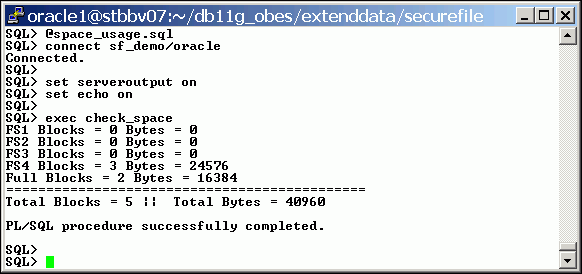 oracle1@stbbv07:~/db11g_obes/extenddata/securefile
SQL> @space_usage.sql
SQL> connect sf_demo/oracle
Connected.
SQL>
SQL> set serveroutput on
SQL> set echo on
SQL>
SQL> exec check_space
FS1 Blocks = 0 Bytes = 0
FS2 Blocks = 0 Bytes = 0
FS3 Blocks = 0 Bytes = 0
FS4 Blocks = 3 Bytes = 24576
Full Blocks = 2 Bytes = 16384
=============================================
Total Blocks = 5 ||  Total Bytes = 40960

PL/SQL procedure successfully completed.

SQL>
SQL>